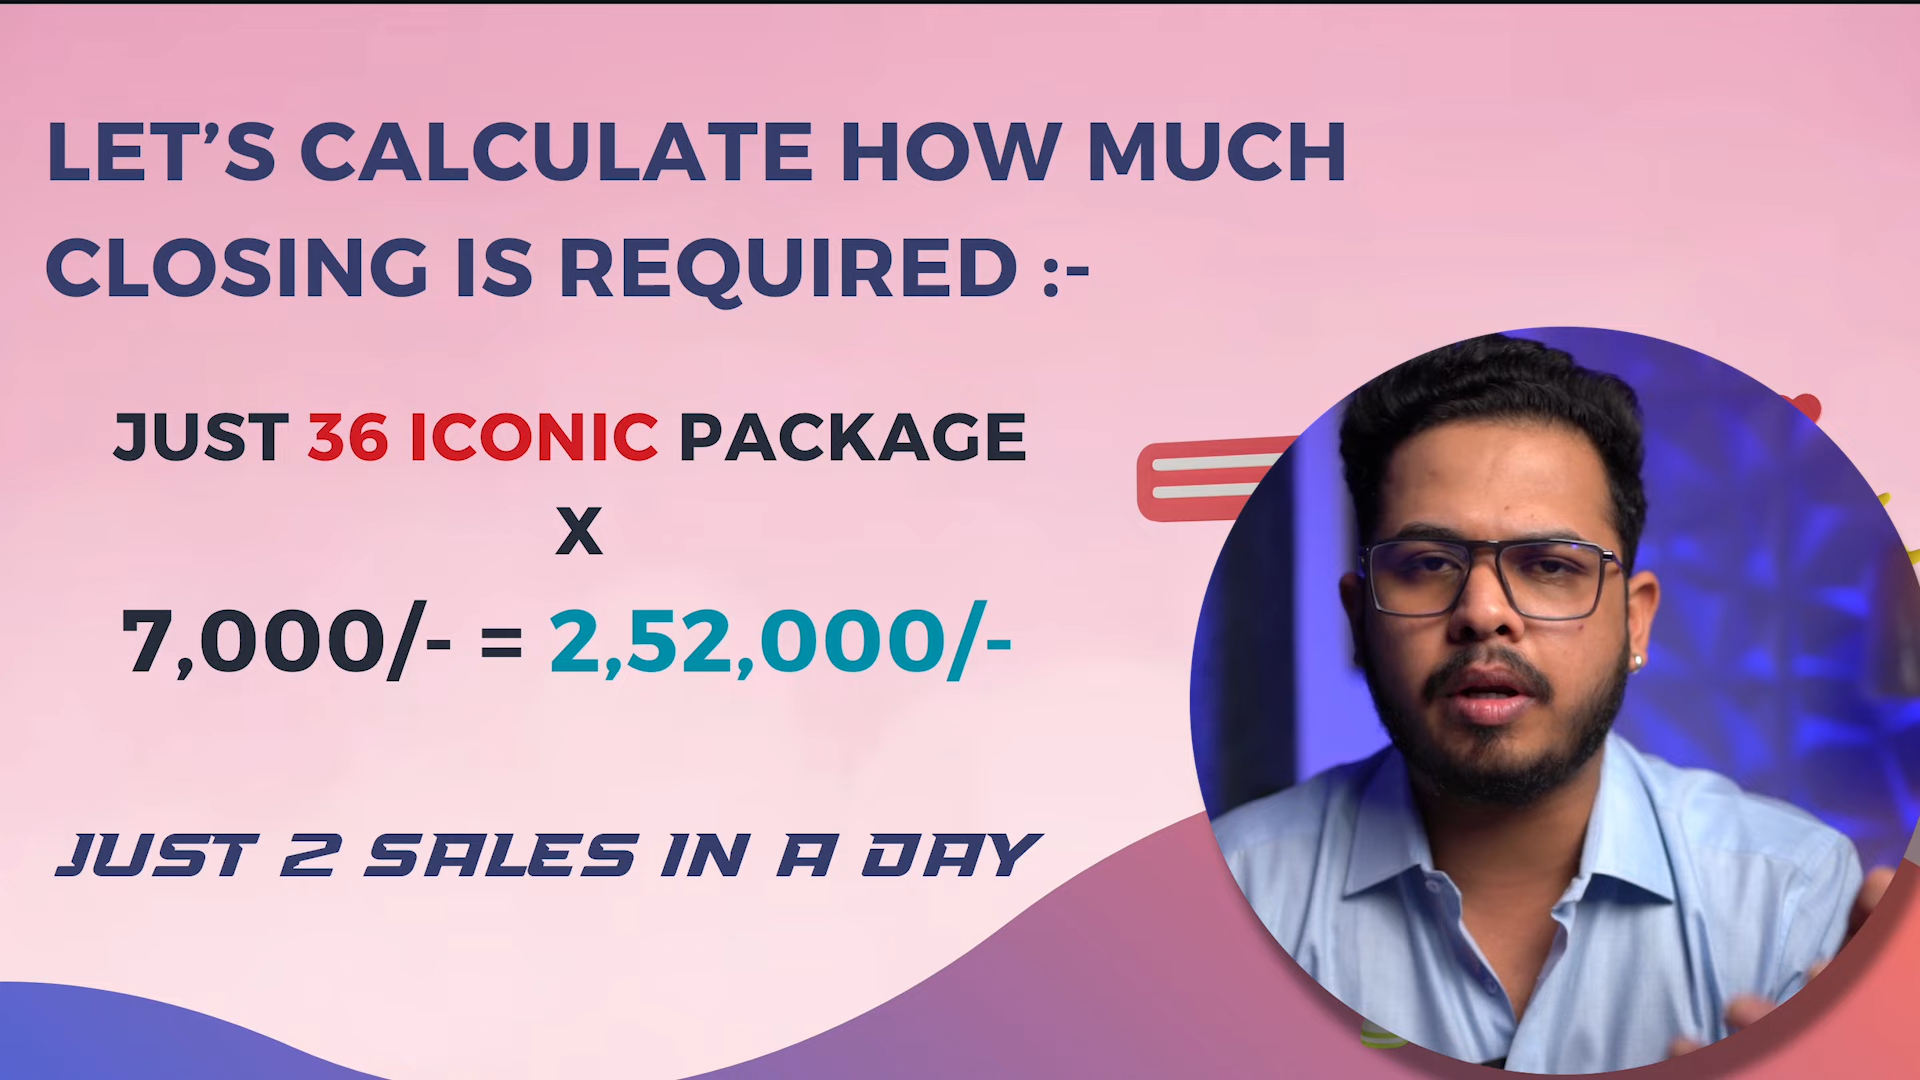 LET'S CALCULATE HOW MUCH
CLOSING IS REQUIRED :-
JUST 36 ICONIC PACKAGE
X
7,000/- = 2,52,000/-
JUST 2 SALES IN A DAY